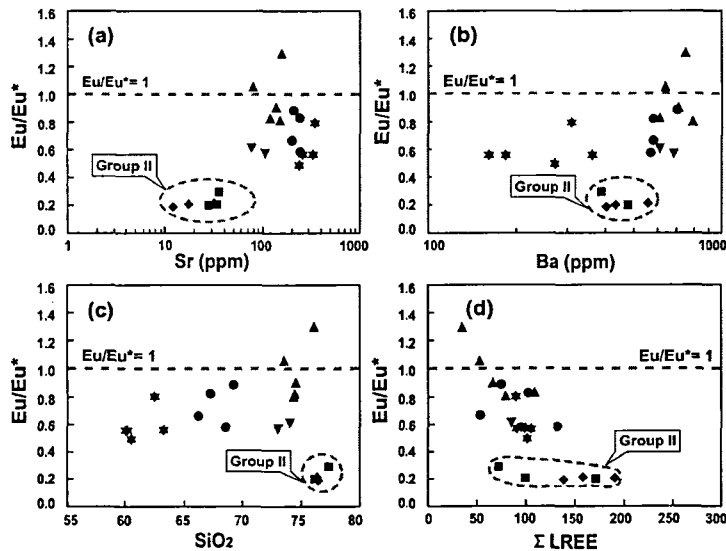 (a)
Eu/Eu*
1.6
1.4
1.2
1.0
0.8
0.6
0.4
0.2
0.0
Eu/Eu*= 1
Group II
1 10 100 1000
Sr (ppm)
(b)
Eu/Eu*
1.6
1.4
1.2
1.0
0.8
0.6
0.4
0.2
0.0
Eu/Eu*= 1
Group II
100 1000
Ba (ppm)
(c)
Eu/Eu*
1.6
1.4
1.2
1.0
0.8
0.6
0.4
0.2
0.0
Eu/Eu*= 1
Group II
55 60 65 70 75 80
SiO₂
(d)
Eu/Eu*
1.6
1.4
1.2
1.0
0.8
0.6
0.4
0.2
0.0
Eu/Eu*= 1
Group II
0 50 100 150 200 250 300
Σ LREE